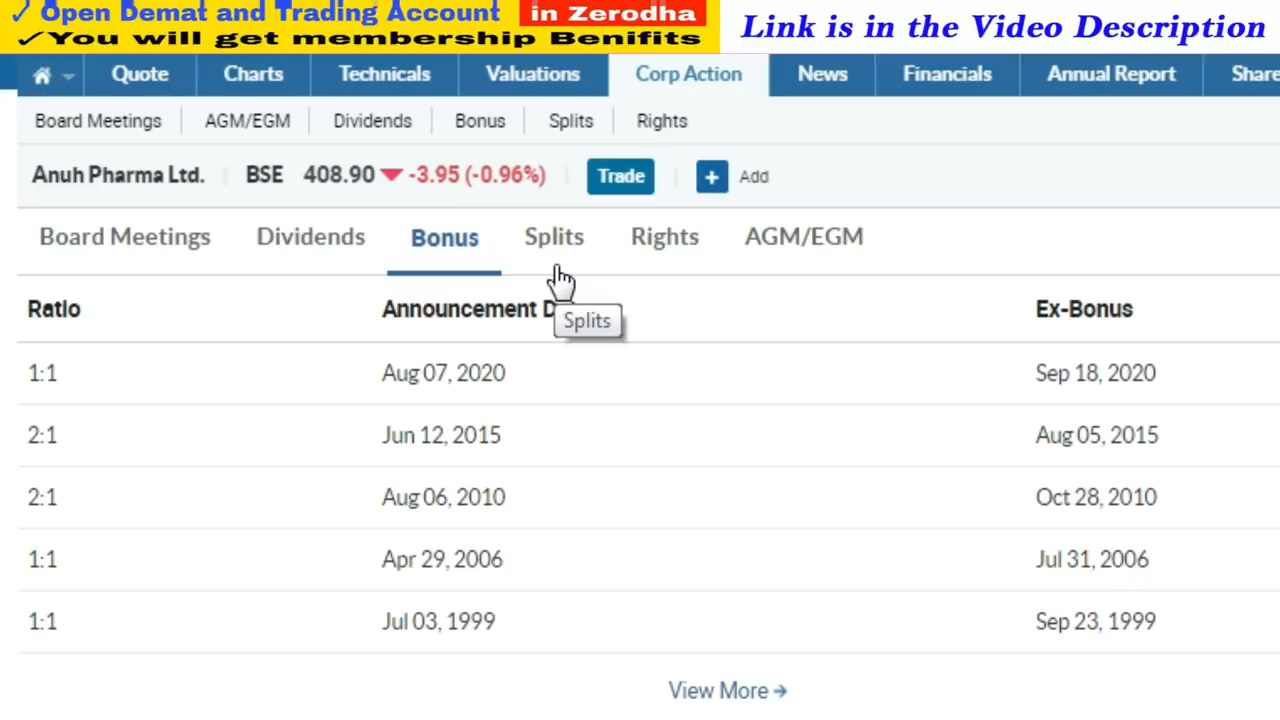 ✓ Open Demat and Trading Account in Zerodha
✓You will get membership Benifits
Link is in the Video Description
Quote Charts Technicals Valuations Corp Action News Financials Annual Report Share
Board Meetings AGM/EGM Dividends Bonus Splits Rights
Anuh Pharma Ltd. BSE 408.90 -3.95 (-0.96%) Trade + Add
Board Meetings Dividends Bonus Splits Rights AGM/EGM
Ratio Announcement D Ex-Bonus
Splits
1:1 Aug 07, 2020 Sep 18, 2020
2:1 Jun 12, 2015 Aug 05, 2015
2:1 Aug 06, 2010 Oct 28, 2010
1:1 Apr 29, 2006 Jul 31, 2006
1:1 Jul 03, 1999 Sep 23, 1999
View More →